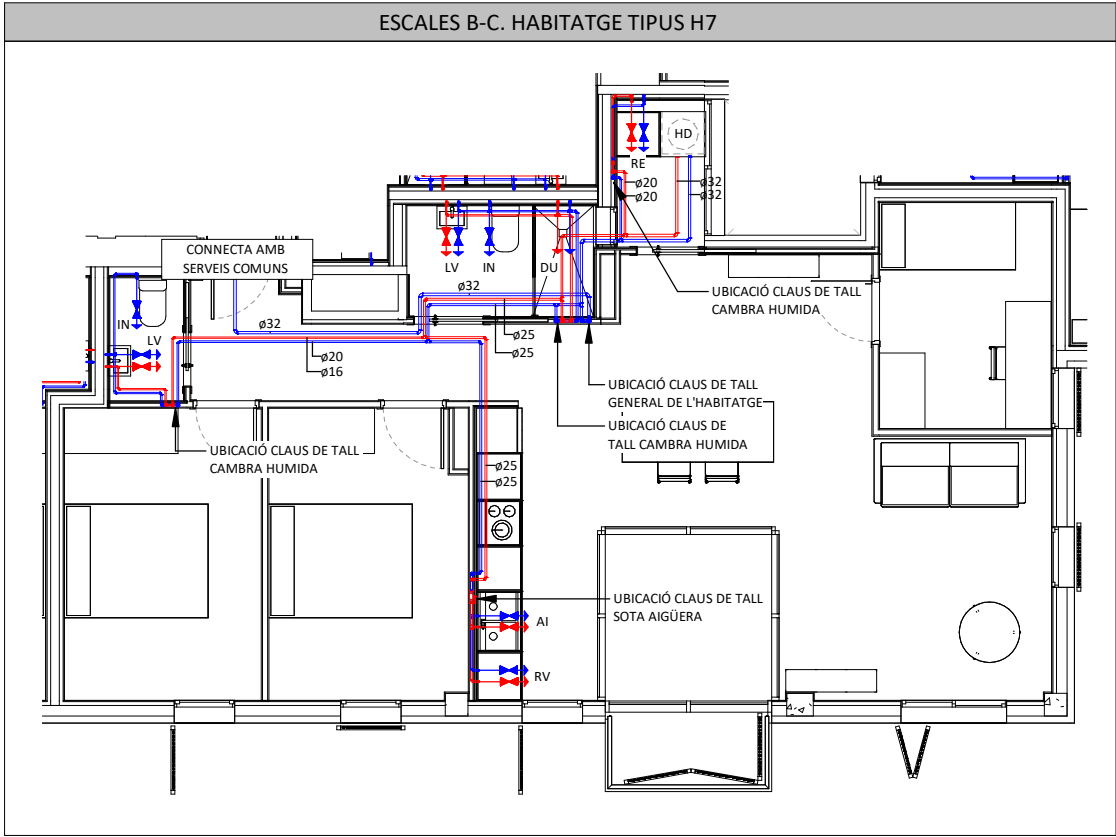 ESCALES B-C. HABITATGE TIPUS H7
HD
RE
ø20
ø20
ø32
ø32
CONNECTA AMB
SERVEIS COMUNS
LV
IN
DU
ø32
UBICACIÓ CLAUS DE TALL
CAMBRA HUMIDA
IN
LV
ø32
ø25
ø25
ø20
ø16
UBICACIÓ CLAUS DE TALL
GENERAL DE L'HABITATGE
UBICACIÓ CLAUS DE
TALL CAMBRA HUMIDA
UBICACIÓ CLAUS DE TALL
CAMBRA HUMIDA
ø25
ø25
UBICACIÓ CLAUS DE TALL
SOTA AIGÜERA
AI
RV